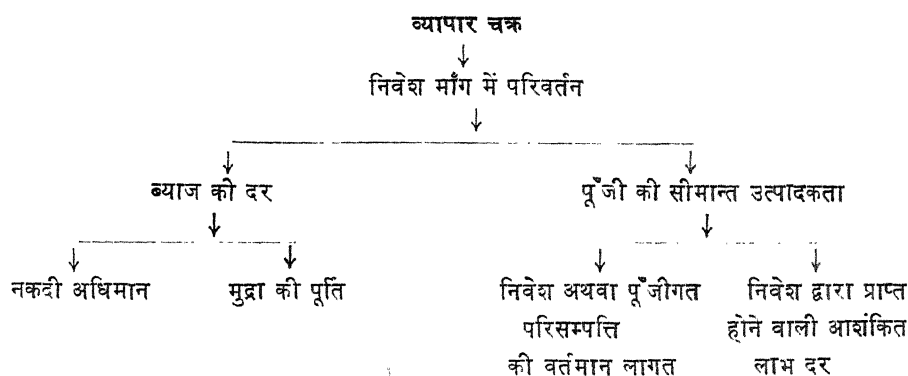 व्यापार चक्र
निवेश माँग में परिवर्तन
ब्याज को दर
पूँजी की सीमान्त उत्पादकता
नकदी अधिमान
मुद्रा की पूर्ति
निवेश अथवा पूँजीगत
परिसम्पत्ति
की वर्तमान लागत
निवेश द्वारा प्राप्त
होने वाली आशंकित
लाभ दर